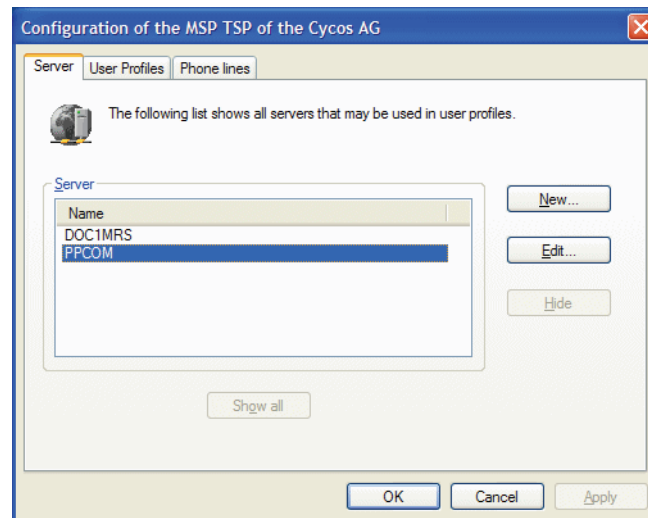 Configuration of the MSP TSP of the Cycos AG
Server User Profiles Phone lines
The following list shows all servers that may be used in user profiles.
Server
Name
DOC1MRS
PPCOM
New...
Edit...
Hide
Show all
OK Cancel Apply